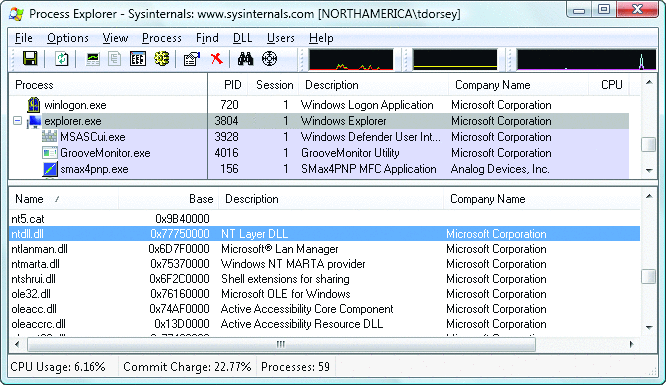 Process Explorer - Sysinternals: www.sysinternals.com [NORTHAMERICA\tdorsey]
File Options View Process Find DLL Users Help
Process PID Session Description Company Name CPU
winlogon.exe 720 1 Windows Logon Application Microsoft Corporation
explorer.exe 3804 1 Windows Explorer Microsoft Corporation
MSASCui.exe 3928 1 Windows Defender User Int... Microsoft Corporation
GrooveMonitor.exe 4016 1 GrooveMonitor Utility Microsoft Corporation
smax4pnp.exe 156 1 SMax4PNP MFC Application Analog Devices, Inc.
Name Base Description Company Name
nt5.cat 0x9B40000
ntdll.dll 0x77750000 NT Layer DLL Microsoft Corporation
ntlanman.dll 0x6D7F0000 Microsoft® Lan Manager Microsoft Corporation
ntmarta.dll 0x75370000 Windows NT MARTA provider Microsoft Corporation
ntshrui.dll 0x6F2C0000 Shell extensions for sharing Microsoft Corporation
ole32.dll 0x76160000 Microsoft OLE for Windows Microsoft Corporation
oleacc.dll 0x74AF0000 Active Accessibility Core Component Microsoft Corporation
oleaccrc.dll 0x13D0000 Active Accessibility Resource DLL Microsoft Corporation
CPU Usage: 6.16% Commit Charge: 22.77% Processes: 59